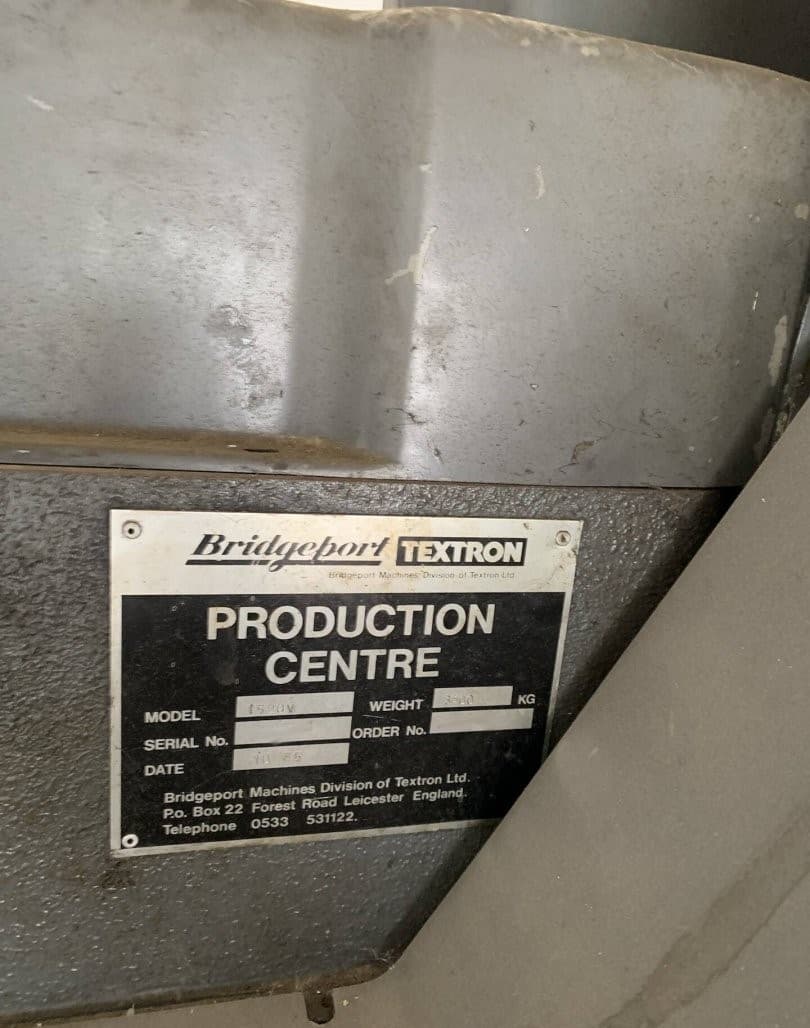 Bridgeport TEXTRON
Bridgeport Machines Division of Textron Ltd
PRODUCTION
CENTRE
MODEL WEIGHT KG
SERIAL No. ORDER No.
DATE
Bridgeport Machines Division of Textron Ltd.
P.o. Box 22 Forest Road Leicester England.
Telephone 0533 531122.